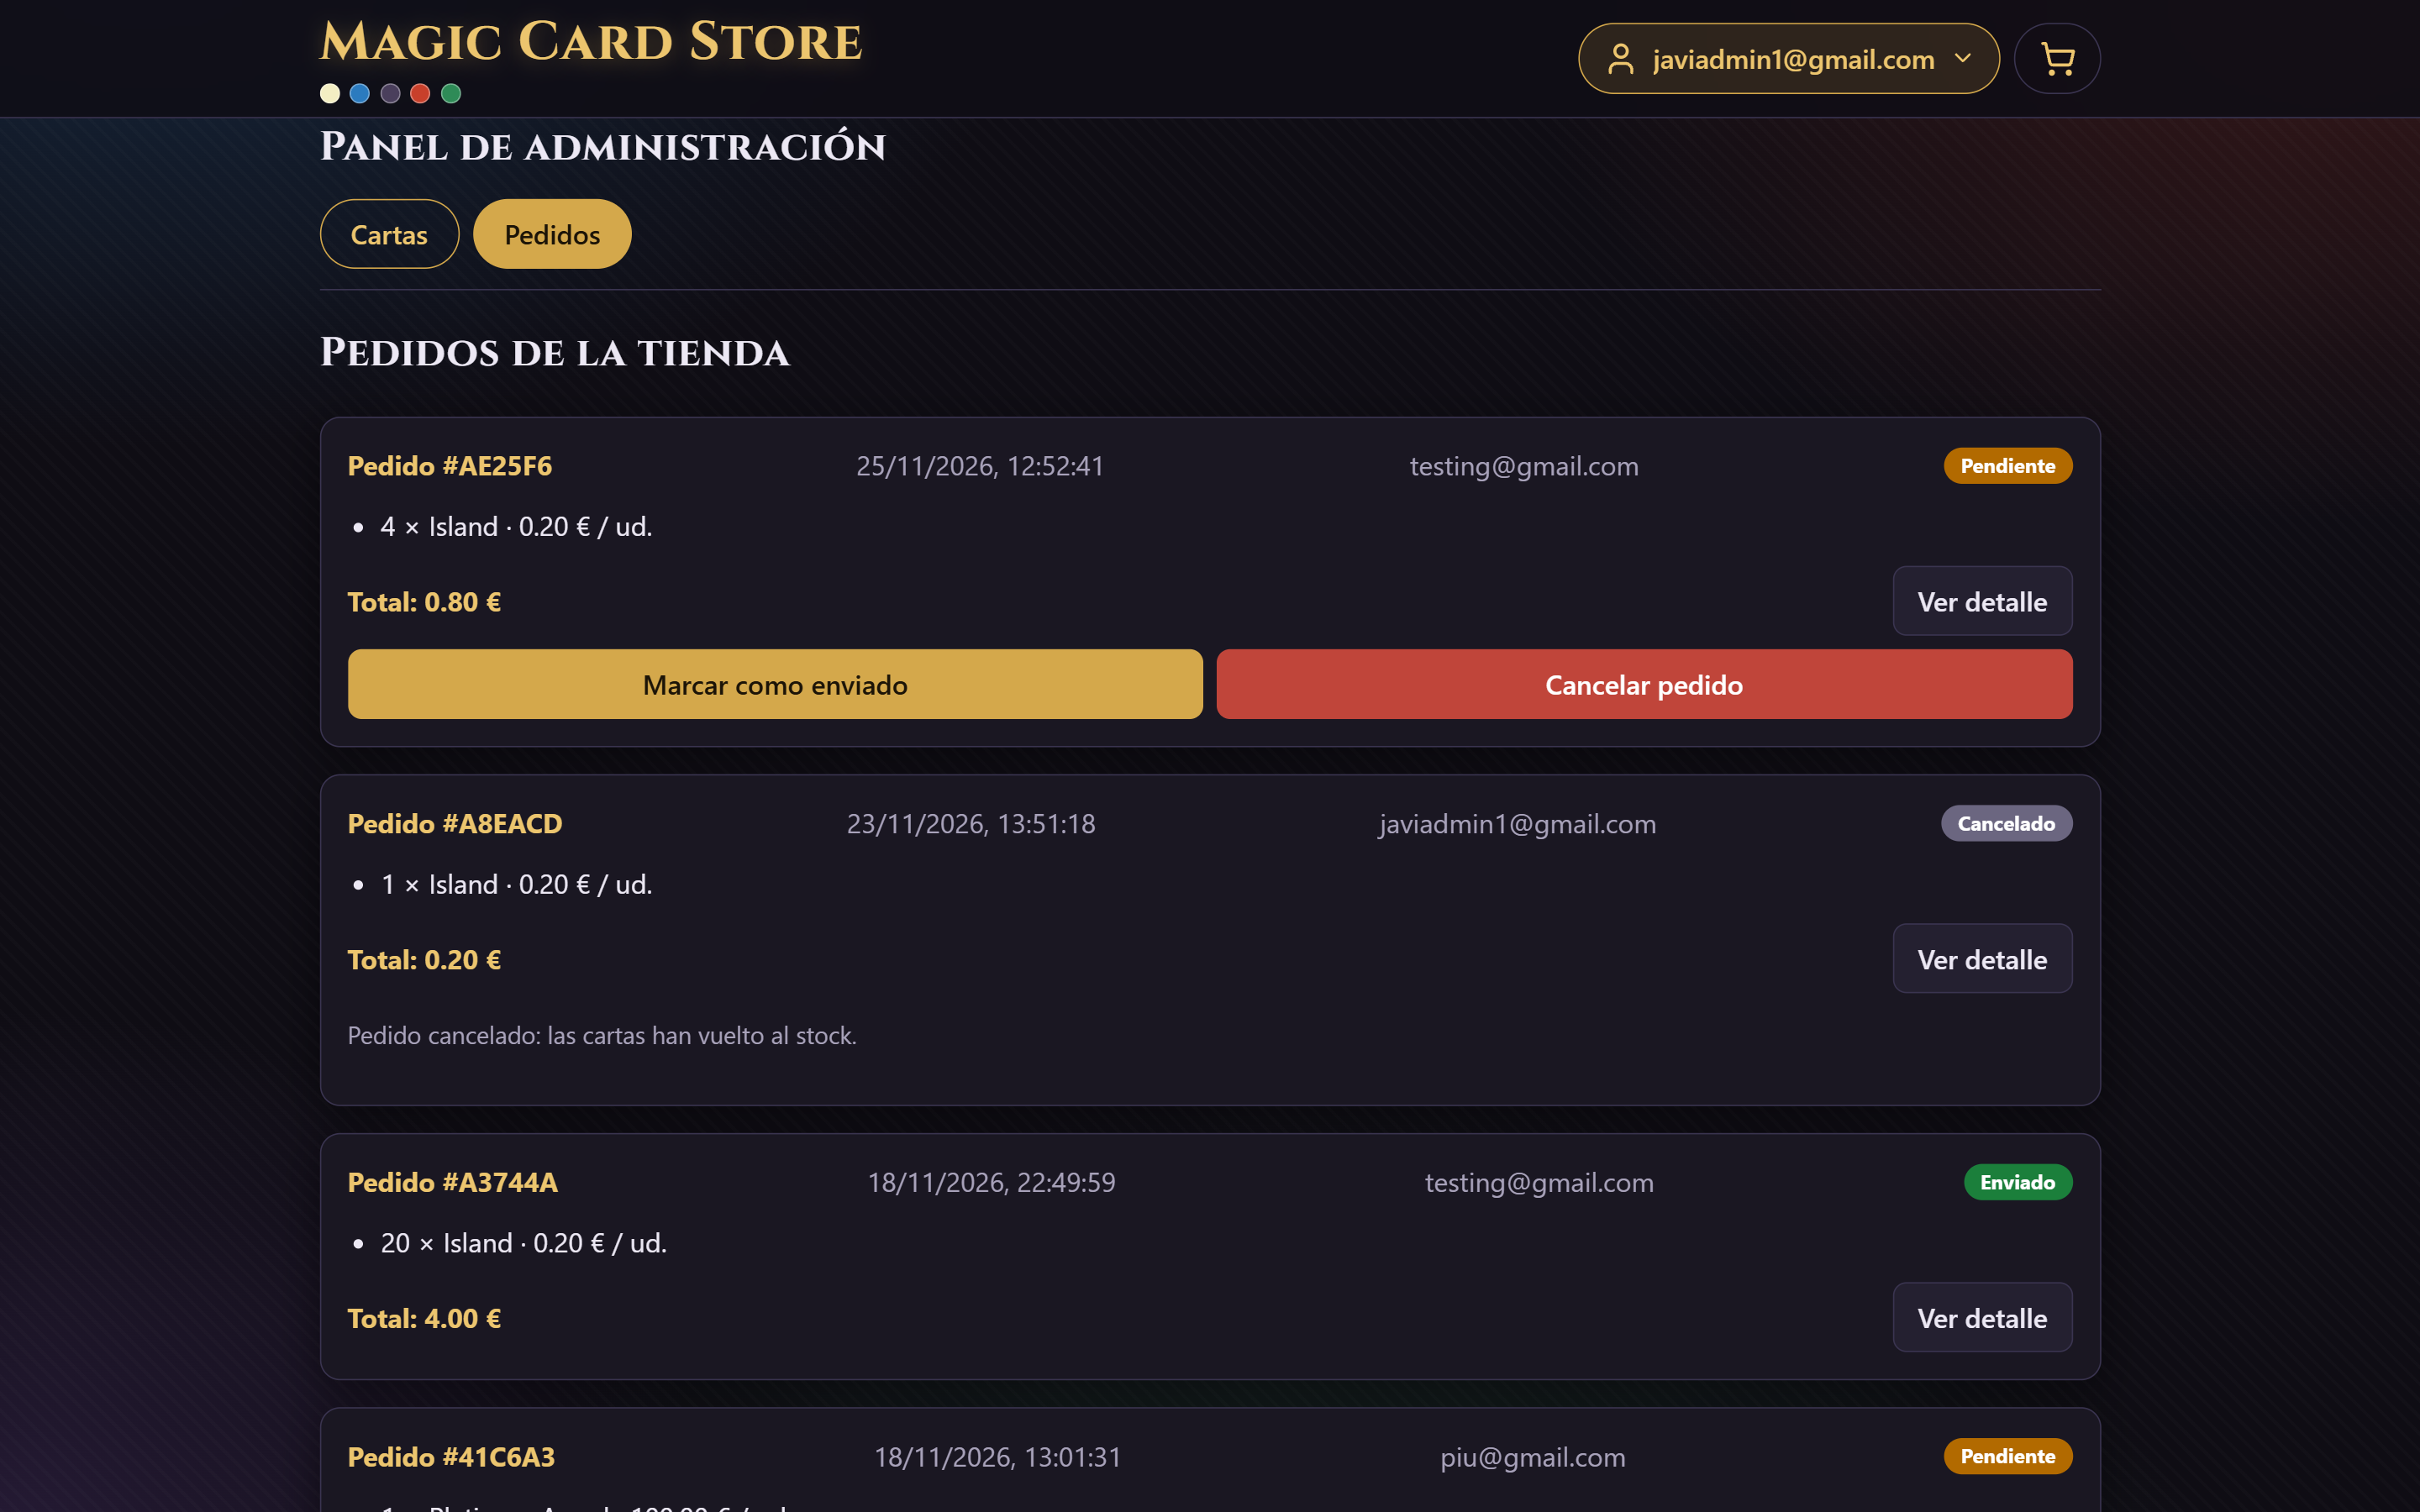 Magic Card Store
javiadmin1@gmail.com
Panel de administración
Cartas
Pedidos
Pedidos de la tienda
Pedido #AE25F6 25/11/2026, 12:52:41 testing@gmail.com Pendiente
• 4 × Island · 0.20 € / ud.
Total: 0.80 € Ver detalle
Marcar como enviado Cancelar pedido
Pedido #A8EACD 23/11/2026, 13:51:18 javiadmin1@gmail.com Cancelado
• 1 × Island · 0.20 € / ud.
Total: 0.20 € Ver detalle
Pedido cancelado: las cartas han vuelto al stock.
Pedido #A3744A 18/11/2026, 22:49:59 testing@gmail.com Enviado
• 20 × Island · 0.20 € / ud.
Total: 4.00 € Ver detalle
Pedido #41C6A3 18/11/2026, 13:01:31 piu@gmail.com Pendiente